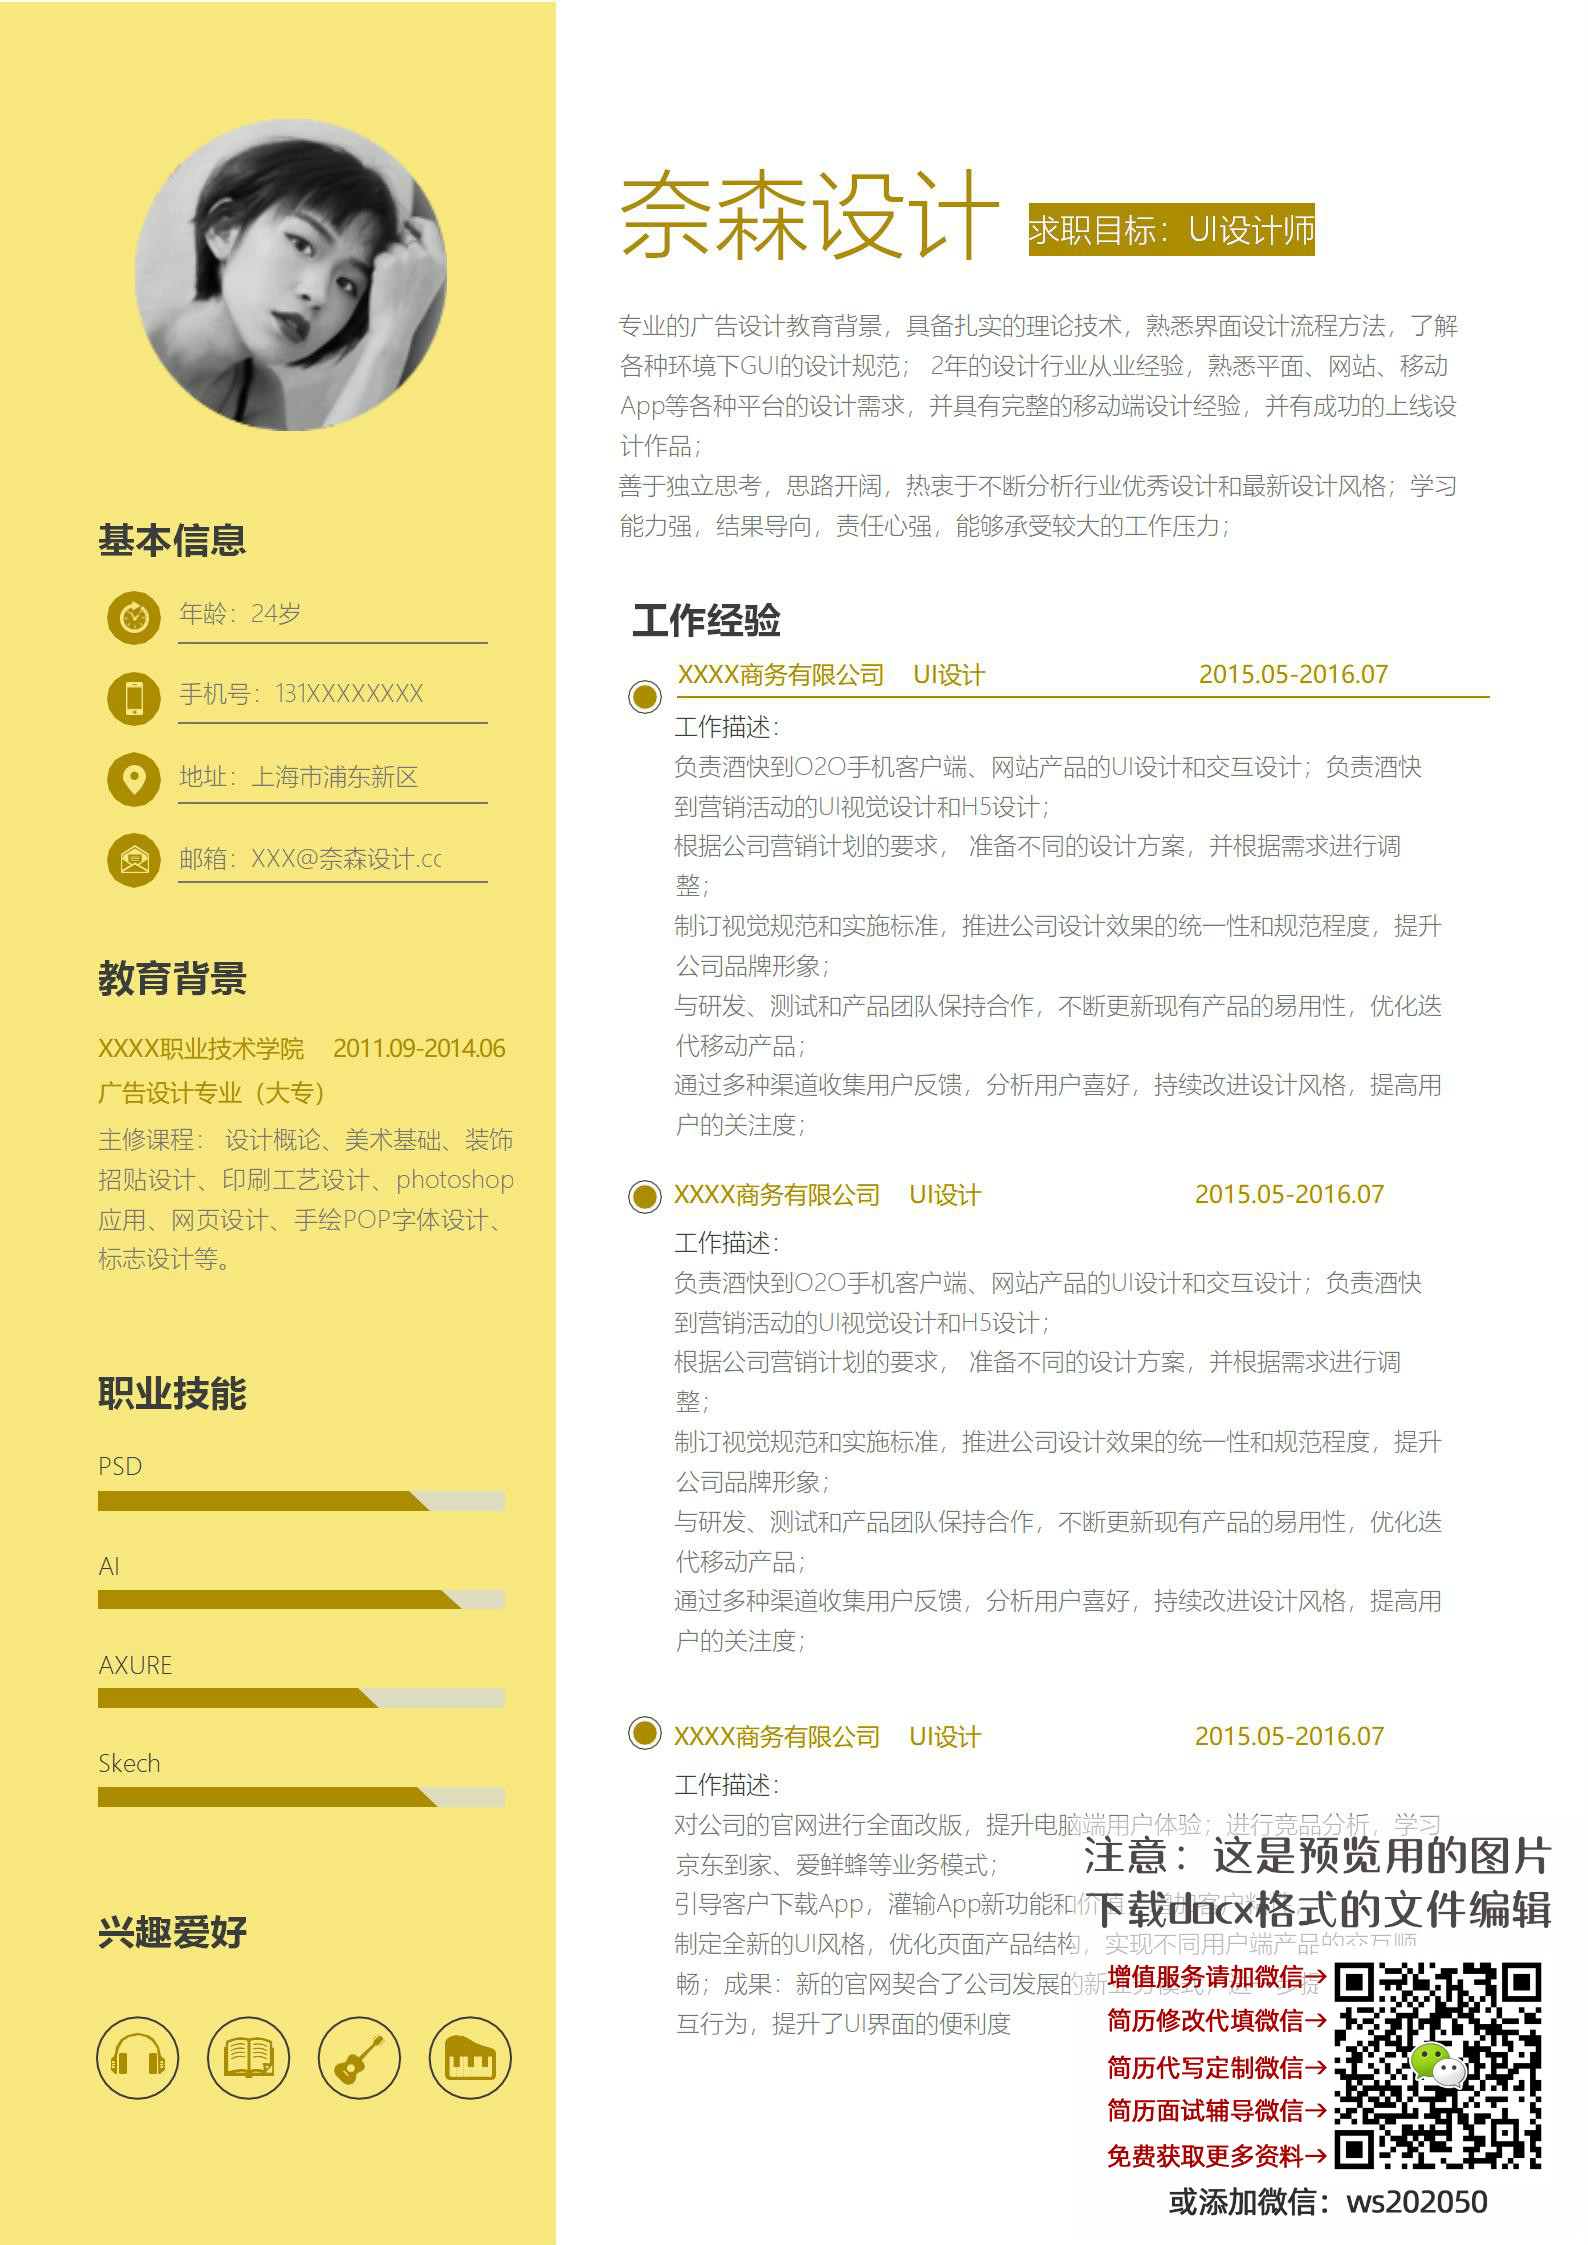 奈森设计
求职目标：UI设计师
专业的广告设计教育背景，具备扎实的理论技术，熟悉界面设计流程方法，了解
各种环境下GUI的设计规范； 2年的设计行业从业经验，熟悉平面、网站、移动
App等各种平台的设计需求，并具有完整的移动端设计经验，并有成功的上线设
计作品；
善于独立思考，思路开阔，热衷于不断分析行业优秀设计和最新设计风格；学习
能力强，结果导向，责任心强，能够承受较大的工作压力；
基本信息
年龄：24岁
手机号：131XXXXXXXX
地址：上海市浦东新区
邮箱：XXX@奈森设计.cc
教育背景
XXXX职业技术学院 2011.09-2014.06
广告设计专业（大专）
主修课程： 设计概论、美术基础、装饰
招贴设计、印刷工艺设计、photoshop
应用、网页设计、手绘POP字体设计、
标志设计等。
职业技能
PSD
AI
AXURE
Skech
兴趣爱好
工作经验
XXXX商务有限公司 UI设计 2015.05-2016.07
工作描述：
负责酒快到O2O手机客户端、网站产品的UI设计和交互设计；负责酒快
到营销活动的UI视觉设计和H5设计；
根据公司营销计划的要求， 准备不同的设计方案，并根据需求进行调
整；
制订视觉规范和实施标准，推进公司设计效果的统一性和规范程度，提升
公司品牌形象；
与研发、测试和产品团队保持合作，不断更新现有产品的易用性，优化迭
代移动产品；
通过多种渠道收集用户反馈，分析用户喜好，持续改进设计风格，提高用
户的关注度；
XXXX商务有限公司 UI设计 2015.05-2016.07
工作描述：
负责酒快到O2O手机客户端、网站产品的UI设计和交互设计；负责酒快
到营销活动的UI视觉设计和H5设计；
根据公司营销计划的要求， 准备不同的设计方案，并根据需求进行调
整；
制订视觉规范和实施标准，推进公司设计效果的统一性和规范程度，提升
公司品牌形象；
与研发、测试和产品团队保持合作，不断更新现有产品的易用性，优化迭
代移动产品；
通过多种渠道收集用户反馈，分析用户喜好，持续改进设计风格，提高用
户的关注度；
XXXX商务有限公司 UI设计 2015.05-2016.07
工作描述：
对公司的官网进行全面改版，提升电脑端用户体验；进行竞品分析，学习
京东到家、爱鲜蜂等业务模式；
引导客户下载App，灌输App新功能和价值，增加客户
制定全新的UI风格，优化页面产品结构，实现不同用户端产品的交互顺
畅；成果：新的官网契合了公司发展的新业务模式，进一步提
互行为，提升了UI界面的便利度
注意：这是预览用的图片
下载docx格式的文件编辑
增值服务请加微信→
简历修改代填微信→
简历代写定制微信→
简历面试辅导微信→
免费获取更多资料→
或添加微信：ws202050